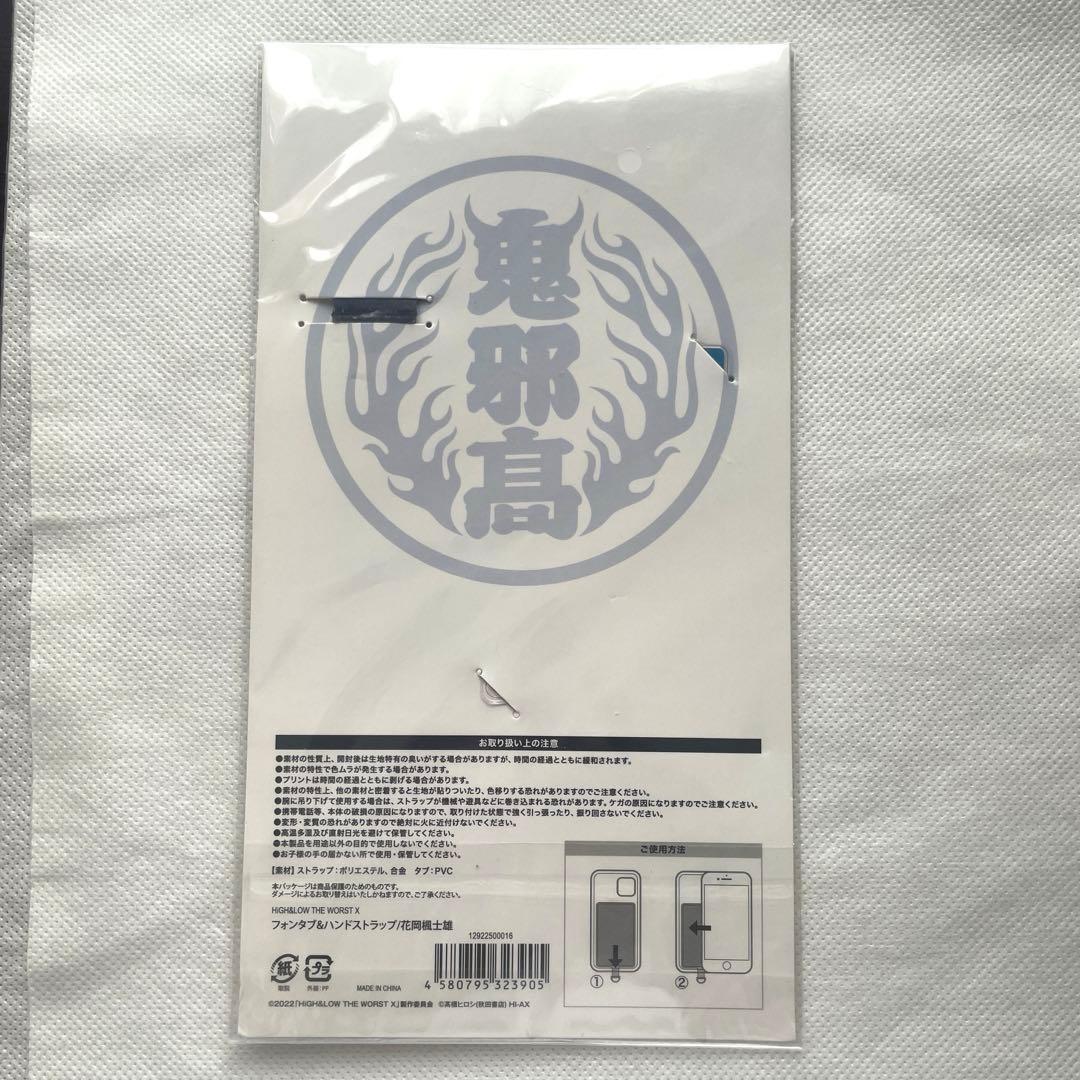 鬼
邪
高
お取り扱い上の注意
●素材の性質上、開封後は生地特有の臭いがする場合がありますが、時間の経過とともに緩和されます。
●素材の特性で色ムラが発生する場合があります。
●プリントは時間の経過とともに剥げる場合があります。
●素材の特性上、他の素材と密着すると生地が貼りついたり、色移りする恐れがありますのでご注意ください。
●腕に吊り下げて使用する場合は、ストラップが機械や遊具などに巻き込まれる恐れがあります。ケガの原因になりますのでご注意ください。
●携帯電話等、本体の破損の原因になりますので、取り付けた状態で強く引っ張ったり、振り回さないでください。
●変形・変質の恐れがありますので絶対に火に近付けないでください。
●高温多湿及び直射日光を避けて保管してください。
●本製品を用途以外の目的で使用しないでください。
●お子様の手の届かない所で使用・保管してください。
【素材】ストラップ：ポリエステル、合金 タブ：PVC
本パッケージは商品保護のためのものです。
ダメージによるお取り替えはいたしかねますので、ご了承ください。
HiGH&LOW THE WORST X
フォンタブ&ハンドストラップ/花岡楓士雄
12922500016
4 580795 323905
紙
プラ
外装：PP
MADE IN CHINA
©2022「HiGH&LOW THE WORST X」製作委員会 ©高橋ヒロシ(秋田書店) HI-AX
ご使用方法
①
②